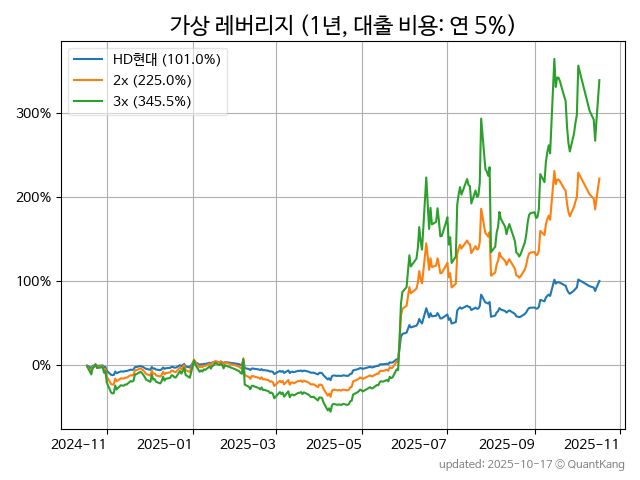 가상 레버리지 (1년, 대출 비용: 연 5%)
HD현대 (101.0%)
2x (225.0%)
3x (345.5%)
300%
200%
100%
0%
2024-11 2025-01 2025-03 2025-05 2025-07 2025-09 2025-11
updated: 2025-10-17 © QuantKang